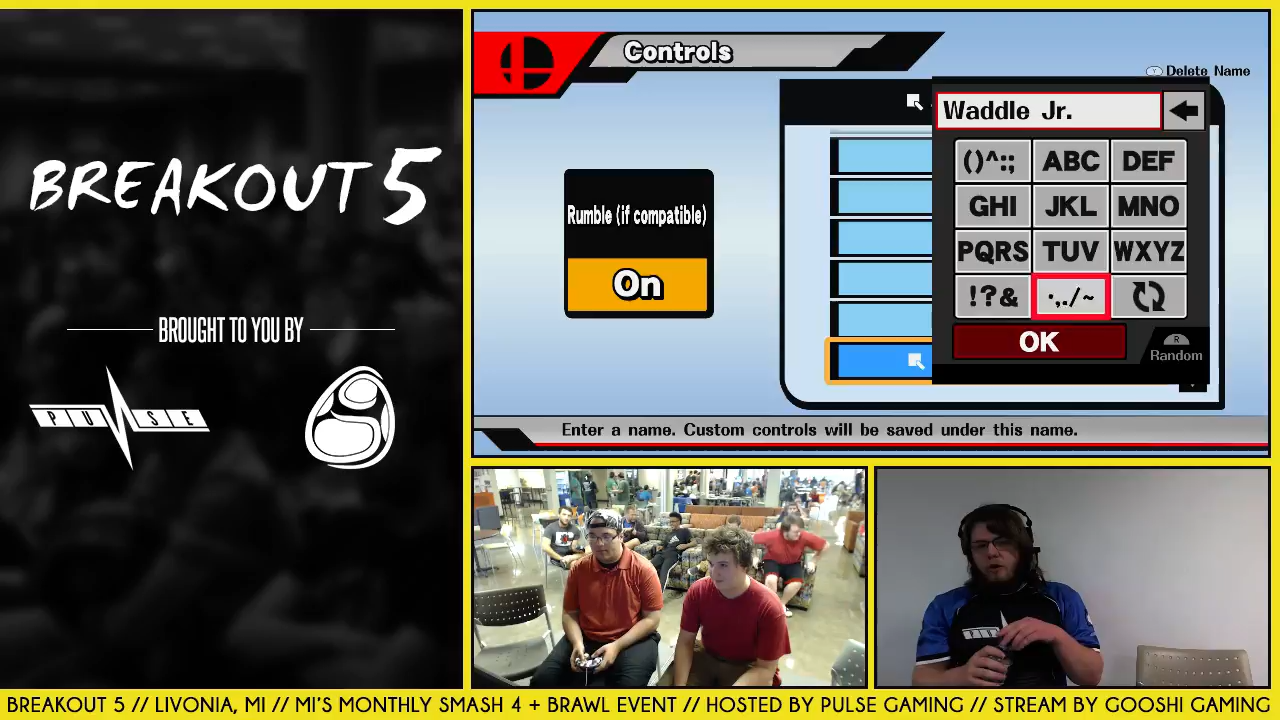 BREAKOUT 5
BROUGHT TO YOU BY
PULSE
Controls
Delete Name
Rumble (if compatible)
On
Waddle Jr.
()^:;
ABC
DEF
GHI
JKL
MNO
PQRS
TUV
WXYZ
!?&
·,./~
OK
R
Random
Enter a name. Custom controls will be saved under this name.
BREAKOUT 5 // LIVONIA, MI // MI'S MONTHLY SMASH 4 + BRAWL EVENT // HOSTED BY PULSE GAMING // STREAM BY GOOSHI GAMING